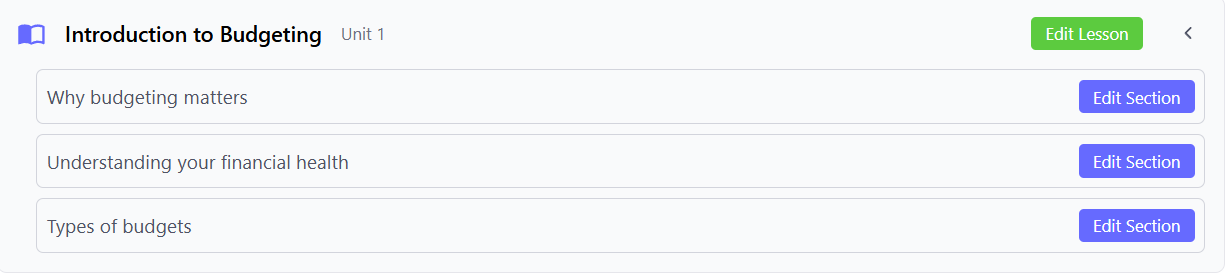 Introduction to Budgeting Unit 1 Edit Lesson
Why budgeting matters Edit Section
Understanding your financial health Edit Section
Types of budgets Edit Section